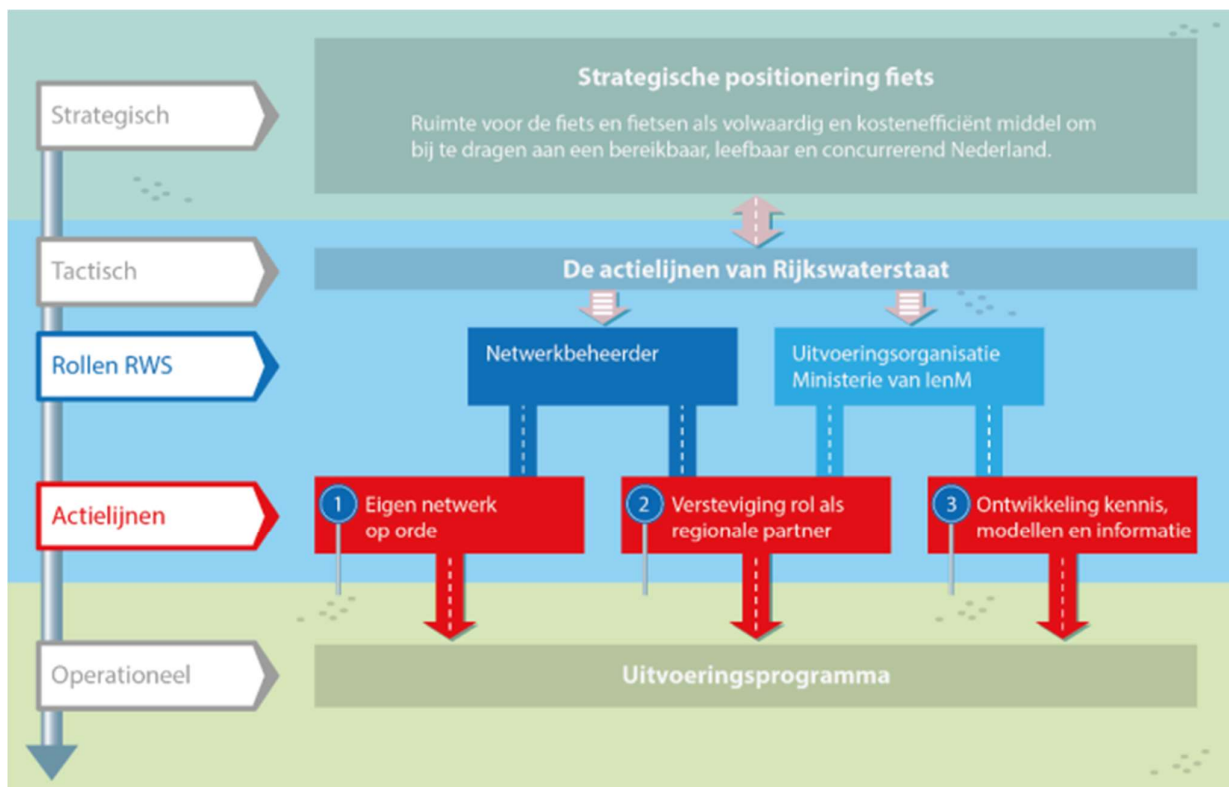 Strategisch
Strategische positionering fiets
Ruimte voor de fiets en fietsen als volwaardig en kostenefficiënt middel om
bij te dragen aan een bereikbaar, leefbaar en concurrerend Nederland.
Tactisch
De actielijnen van Rijkswaterstaat
Rollen RWS
Netwerkbeheerder
Uitvoeringsorganisatie
Ministerie van IenM
Actielijnen
1
Eigen netwerk
op orde
2
Versteviging rol als
regionale partner
3
Ontwikkeling kennis,
modellen en informatie
Operationeel
Uitvoeringsprogramma